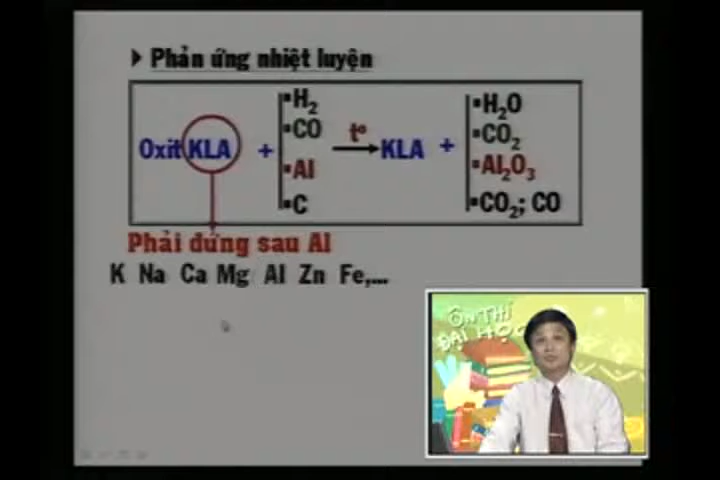 Phản ứng nhiệt luyện
Oxit KLA + H₂ CO Al C t° → KLA + H₂O CO₂ Al₂O₃ CO₂; CO
Phải đứng sau Al
K Na Ca Mg Al Zn Fe,...
ÔN THI
ĐẠI HỌC